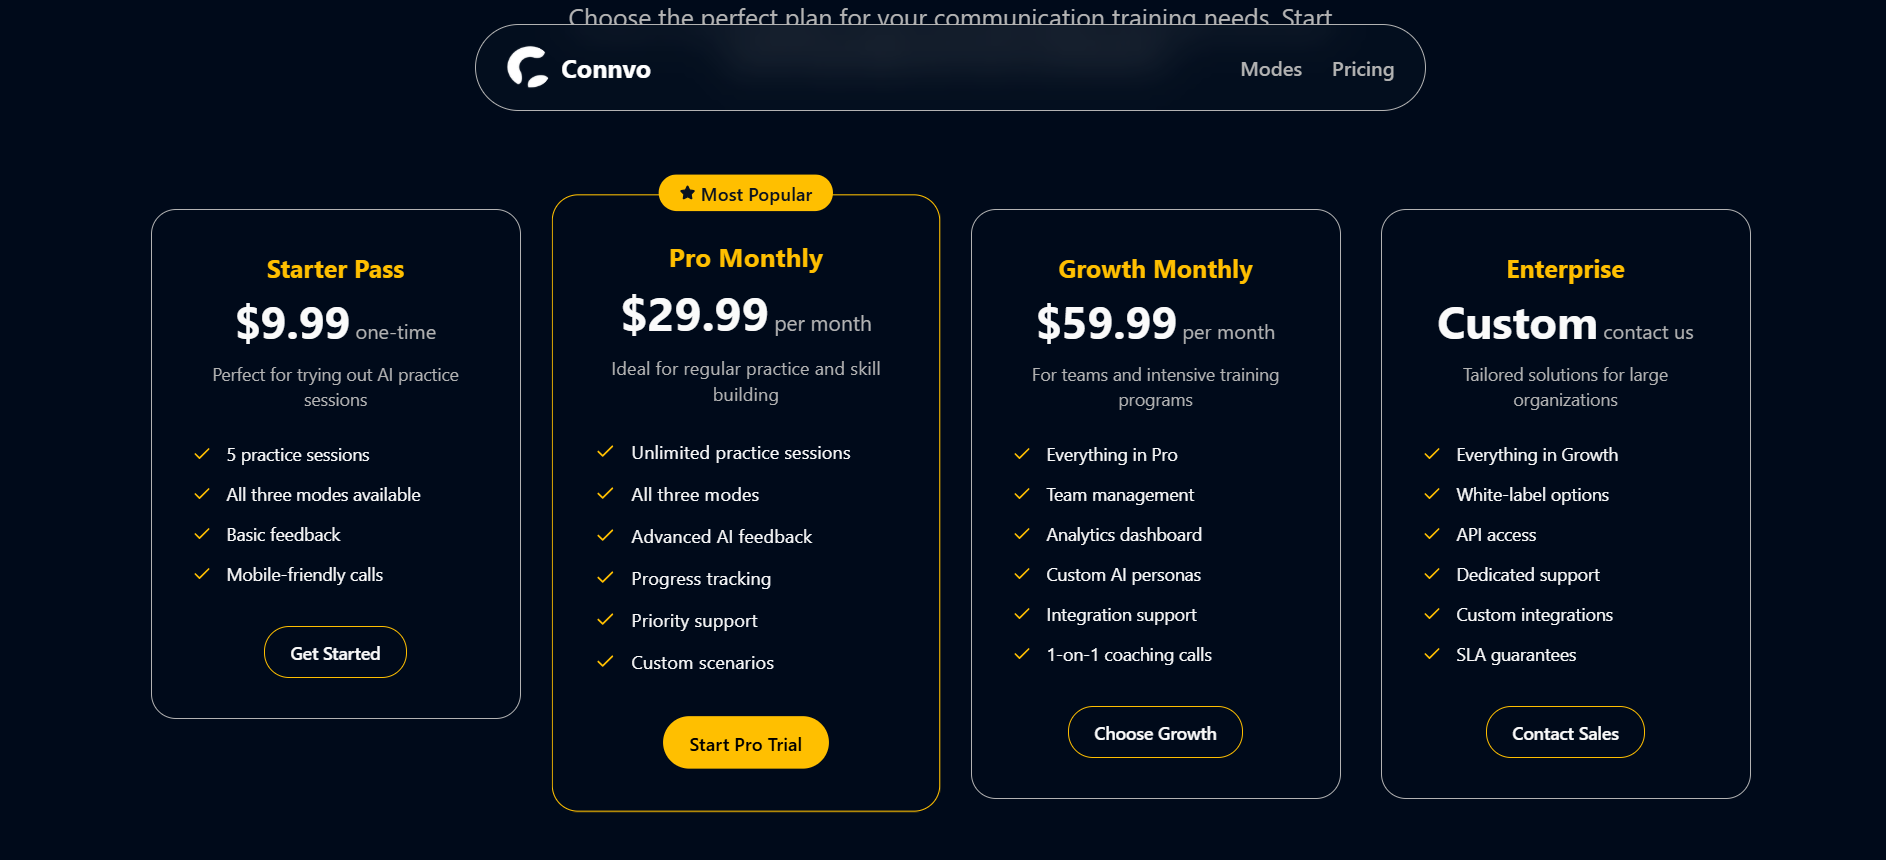 Choose the perfect plan for your communication training needs. Start
Connvo
Modes
Pricing
Most Popular
Starter Pass
$9.99 one-time
Perfect for trying out AI practice
sessions
5 practice sessions
All three modes available
Basic feedback
Mobile-friendly calls
Get Started
Pro Monthly
$29.99 per month
Ideal for regular practice and skill
building
Unlimited practice sessions
All three modes
Advanced AI feedback
Progress tracking
Priority support
Custom scenarios
Start Pro Trial
Growth Monthly
$59.99 per month
For teams and intensive training
programs
Everything in Pro
Team management
Analytics dashboard
Custom AI personas
Integration support
1-on-1 coaching calls
Choose Growth
Enterprise
Custom contact us
Tailored solutions for large
organizations
Everything in Growth
White-label options
API access
Dedicated support
Custom integrations
SLA guarantees
Contact Sales